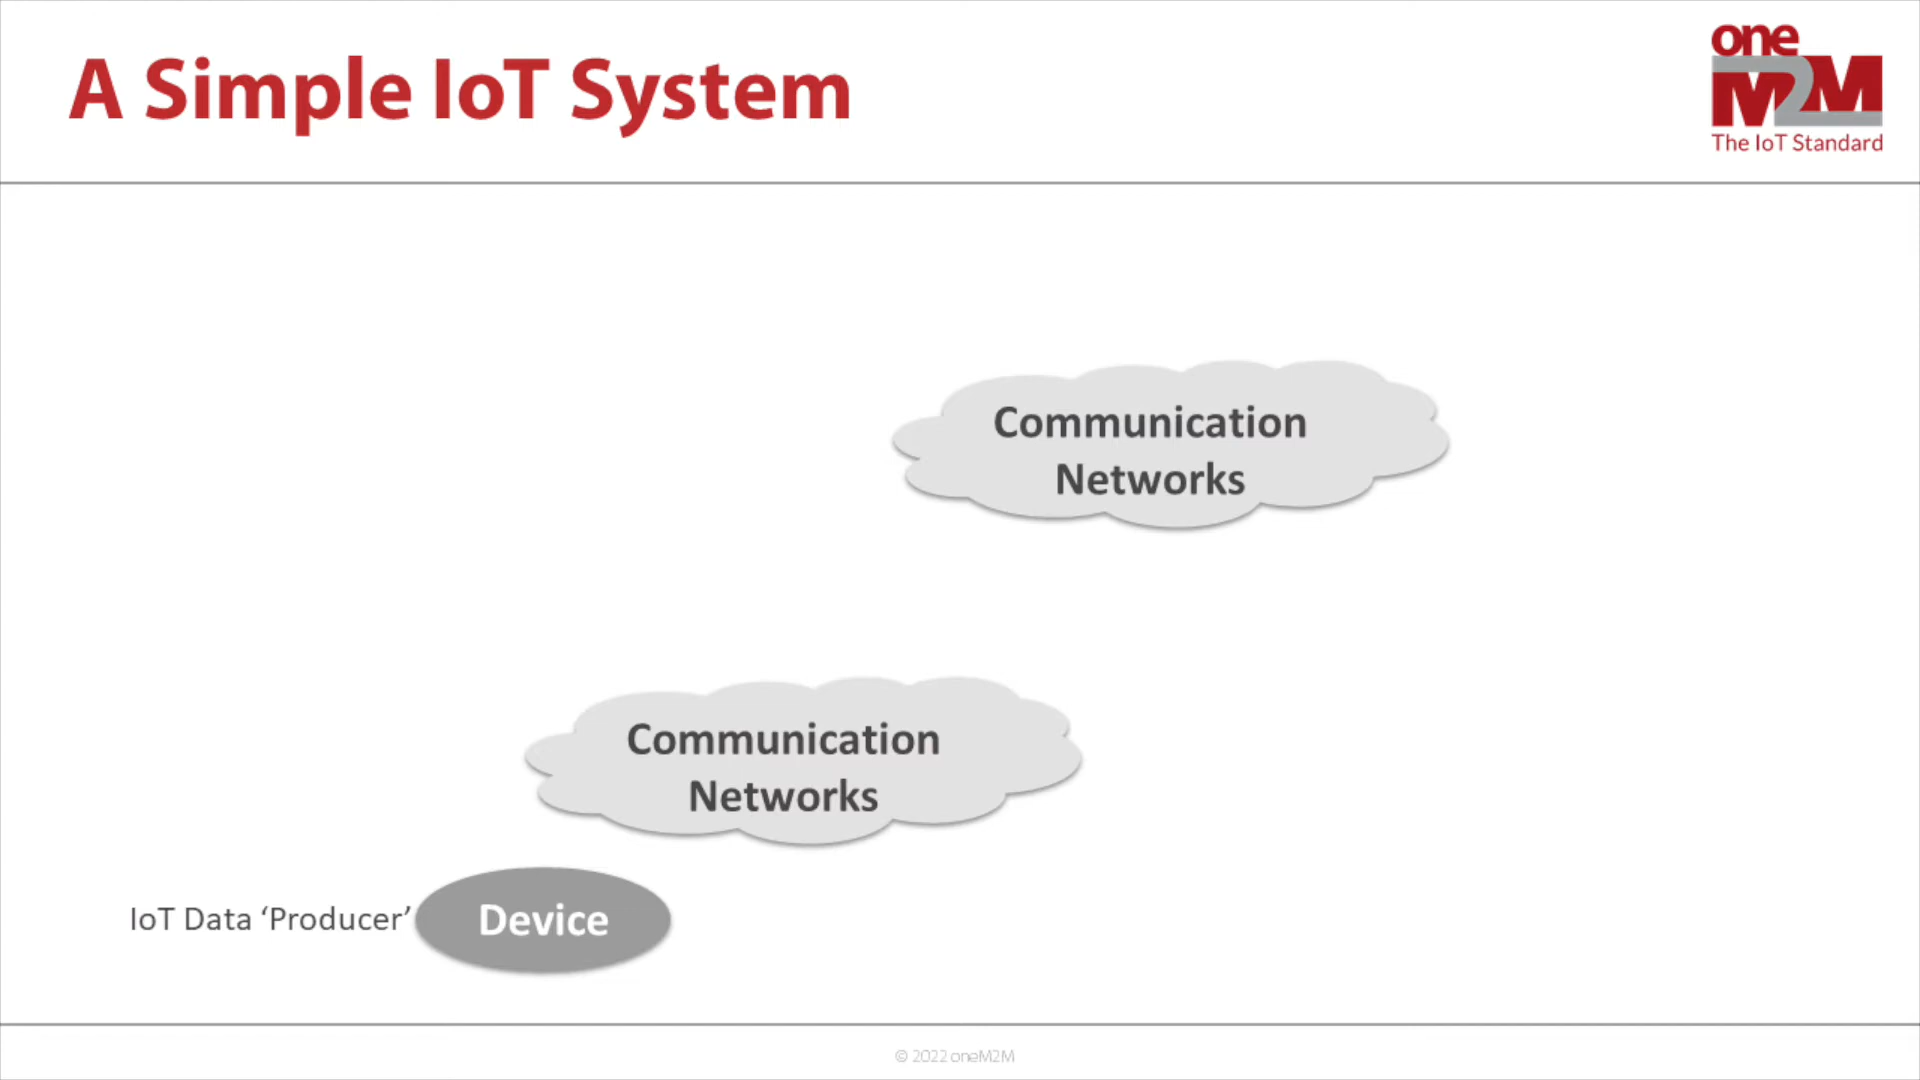 A Simple IoT System
one
M2M
The IoT Standard
Communication
Networks
Communication
Networks
IoT Data ‘Producer’
Device
© 2022 oneM2M